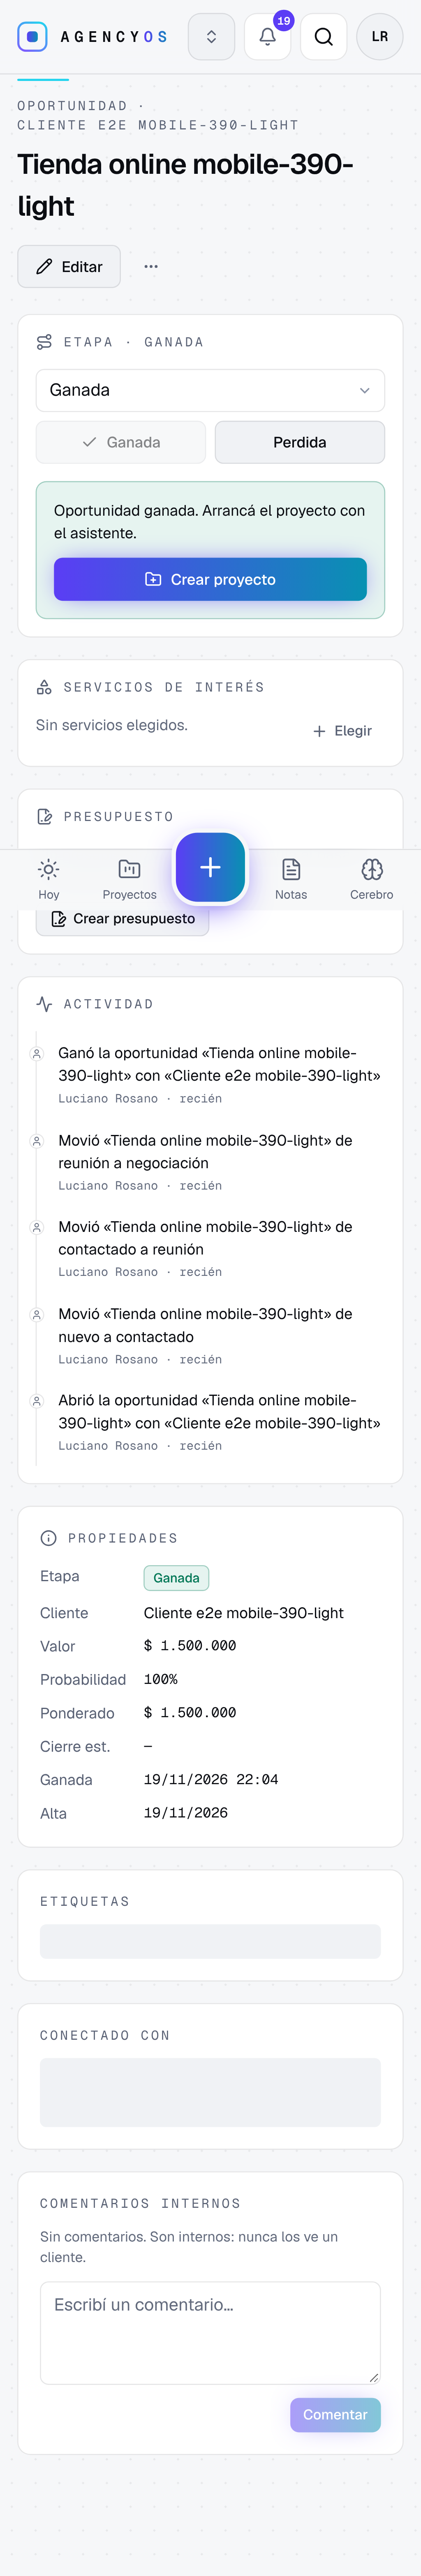 AGENCYOS
19
LR
OPORTUNIDAD ·
CLIENTE E2E MOBILE-390-LIGHT
Tienda online mobile-390-
light
Editar
ETAPA · GANADA
Ganada
Ganada
Perdida
Oportunidad ganada. Arrancá el proyecto con
el asistente.
Crear proyecto
SERVICIOS DE INTERÉS
Sin servicios elegidos.
Elegir
PRESUPUESTO
Hoy
Proyectos
Notas
Cerebro
Crear presupuesto
ACTIVIDAD
Ganó la oportunidad «Tienda online mobile-
390-light» con «Cliente e2e mobile-390-light»
Luciano Rosano · recién
Movió «Tienda online mobile-390-light» de
reunión a negociación
Luciano Rosano · recién
Movió «Tienda online mobile-390-light» de
contactado a reunión
Luciano Rosano · recién
Movió «Tienda online mobile-390-light» de
nuevo a contactado
Luciano Rosano · recién
Abrió la oportunidad «Tienda online mobile-
390-light» con «Cliente e2e mobile-390-light»
Luciano Rosano · recién
PROPIEDADES
Etapa Ganada
Cliente Cliente e2e mobile-390-light
Valor $ 1.500.000
Probabilidad 100%
Ponderado $ 1.500.000
Cierre est. —
Ganada 19/11/2026 22:04
Alta 19/11/2026
ETIQUETAS
CONECTADO CON
COMENTARIOS INTERNOS
Sin comentarios. Son internos: nunca los ve un
cliente.
Escribí un comentario…
Comentar